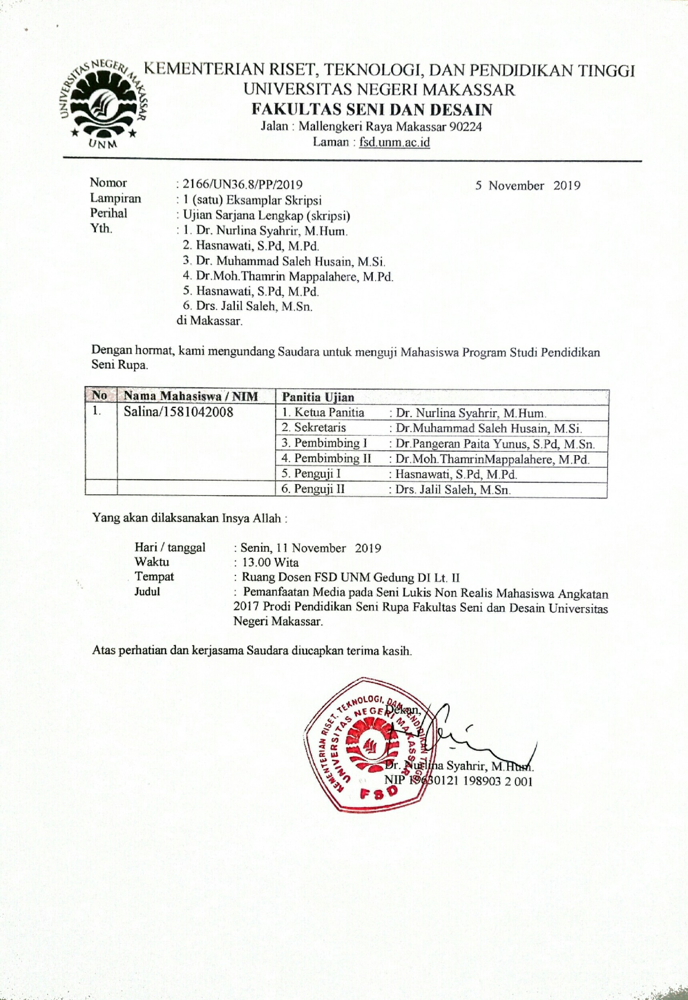 UNIVERSITAS NEGERI MAKASSAR
UNM
KEMENTERIAN RISET, TEKNOLOGI, DAN PENDIDIKAN TINGGI
UNIVERSITAS NEGERI MAKASSAR
FAKULTAS SENI DAN DESAIN
Jalan : Mallengkeri Raya Makassar 90224
Laman : fsd.unm.ac.id
Nomor : 2166/UN36.8/PP/2019 5 November 2019
Lampiran : 1 (satu) Eksamplar Skripsi
Perihal : Ujian Sarjana Lengkap (skripsi)
Yth. : 1. Dr. Nurlina Syahrir, M.Hum.
2. Hasnawati, S.Pd, M.Pd.
3. Dr. Muhammad Saleh Husain, M.Si.
4. Dr.Moh.Thamrin Mappalahere, M.Pd.
5. Hasnawati, S.Pd, M.Pd.
6. Drs. Jalil Saleh, M.Sn.
di Makassar.
Dengan hormat, kami mengundang Saudara untuk menguji Mahasiswa Program Studi Pendidikan
Seni Rupa.
No Nama Mahasiswa / NIM Panitia Ujian
1. Salina/1581042008 1. Ketua Panitia : Dr. Nurlina Syahrir, M.Hum.
2. Sekretaris : Dr.Muhammad Saleh Husain, M.Si.
3. Pembimbing I : Dr.Pangeran Paita Yunus, S.Pd, M.Sn.
4. Pembimbing II : Dr.Moh.ThamrinMappalahere, M.Pd.
5. Penguji I : Hasnawati, S.Pd, M.Pd.
6. Penguji II : Drs. Jalil Saleh, M.Sn.
Yang akan dilaksanakan Insya Allah :
Hari / tanggal : Senin, 11 November 2019
Waktu : 13.00 Wita
Tempat : Ruang Dosen FSD UNM Gedung DI Lt. II
Judul : Pemanfaatan Media pada Seni Lukis Non Realis Mahasiswa Angkatan
2017 Prodi Pendidikan Seni Rupa Fakultas Seni dan Desain Universitas
Negeri Makassar.
Atas perhatian dan kerjasama Saudara diucapkan terima kasih.
Dekan,
KEMENTERIAN RISET, TEKNOLOGI, DAN PENDIDIKAN TINGGI
UNIVERSITAS NEGERI MAKASSAR
FSD
Dr. Nurlina Syahrir, M.Hum.
NIP 19630121 198903 2 001